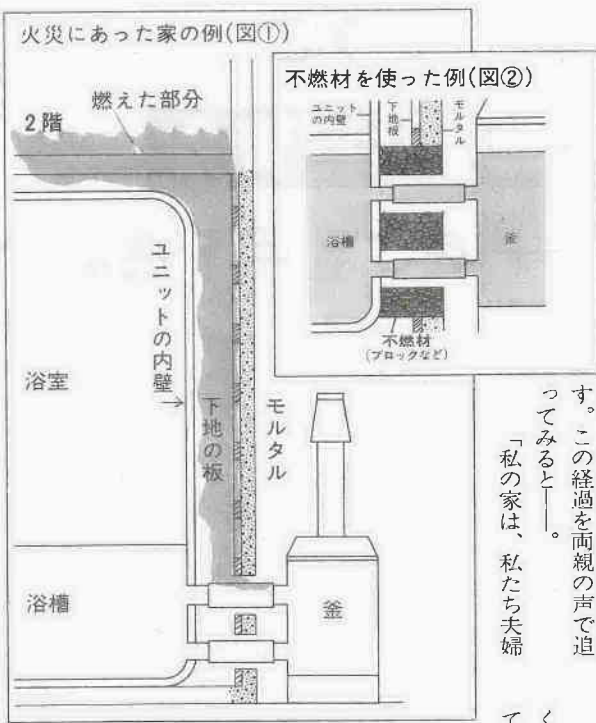 火災にあった家の例(図①)
燃えた部分
2階
ユニットの内壁
浴室
下地の板
モルタル
浴槽
釜
不燃材を使った例(図②)
ユニット
の内壁
下地板
モルタル
浴槽
釜
不燃材
(ブロックなど)
す。この経過を両親の声で追
ってみると——。
「私の家は、私たち夫婦
く
て